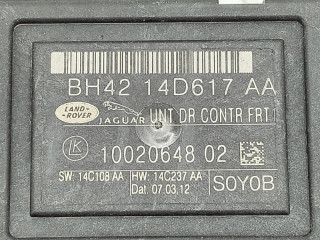 BH42 14D617 AA
LAND-ROVER JAGUAR UNT DR CONTR FRT
LK 10020648 02
SW: 14C108 AA HW: 14C237 AA
Dat: 07.03.12
S0Y0B